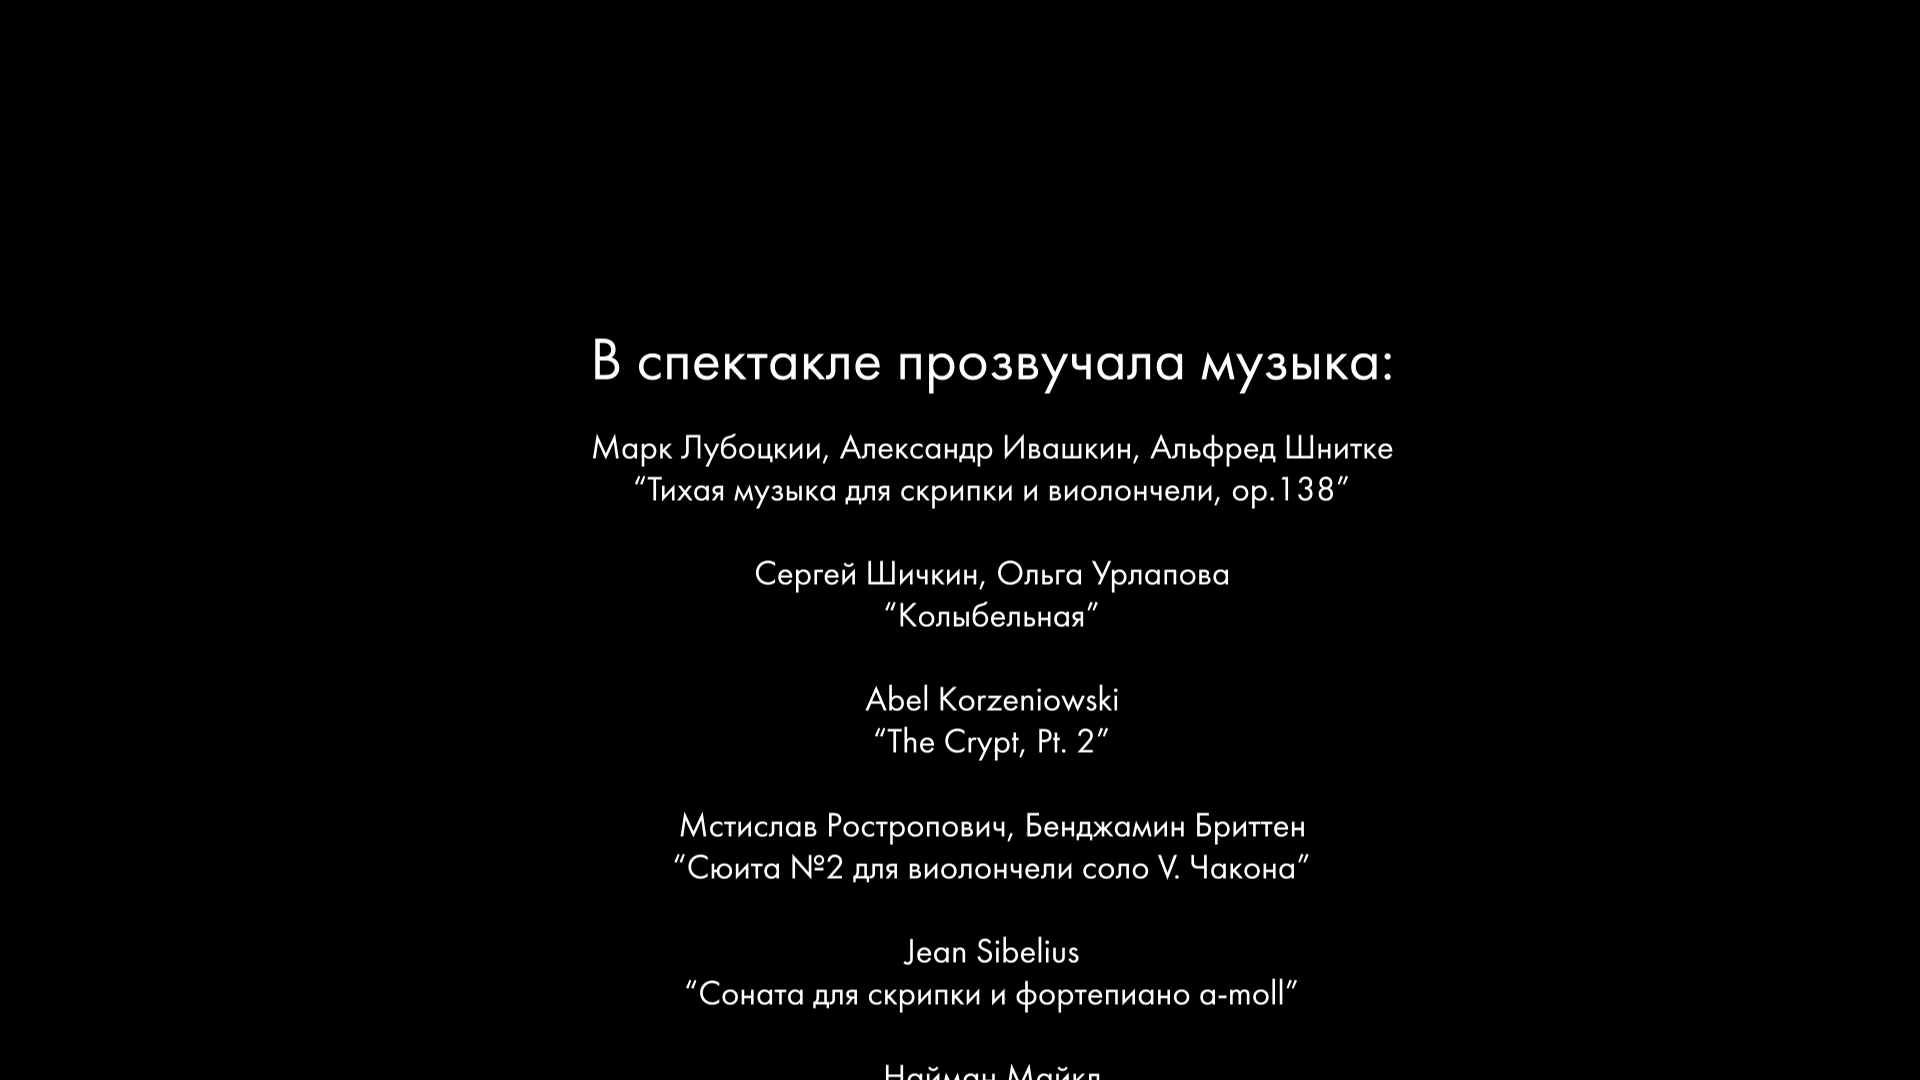 В спектакле прозвучала музыка:
Марк Лубоцкии, Александр Ивашкин, Альфред Шнитке
“Тихая музыка для скрипки и виолончели, op.138”
Сергей Шичкин, Ольга Урлапова
“Колыбельная”
Abel Korzeniowski
“The Crypt, Pt. 2”
Мстислав Ростропович, Бенджамин Бриттен
“Сюита №2 для виолончели соло V. Чакона”
Jean Sibelius
“Соната для скрипки и фортепиано a-moll”
Найман Майкл